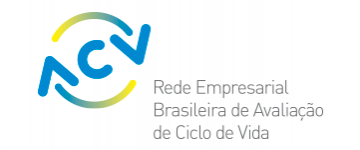 ACV
Rede Empresarial
Brasileira de Avaliação
de Ciclo de Vida